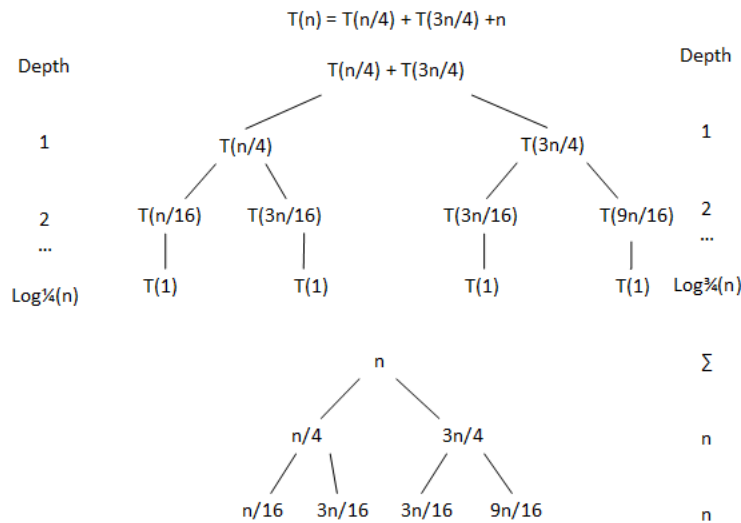 T(n) = T(n/4) + T(3n/4) +n
Depth T(n/4) + T(3n/4) Depth
1 T(n/4) T(3n/4) 1
2 T(n/16) T(3n/16) T(3n/16) T(9n/16) 2
... ...
Log¼(n) T(1) T(1) T(1) T(1) Log¾(n)
n ∑
n/4 3n/4 n
n/16 3n/16 3n/16 9n/16 n